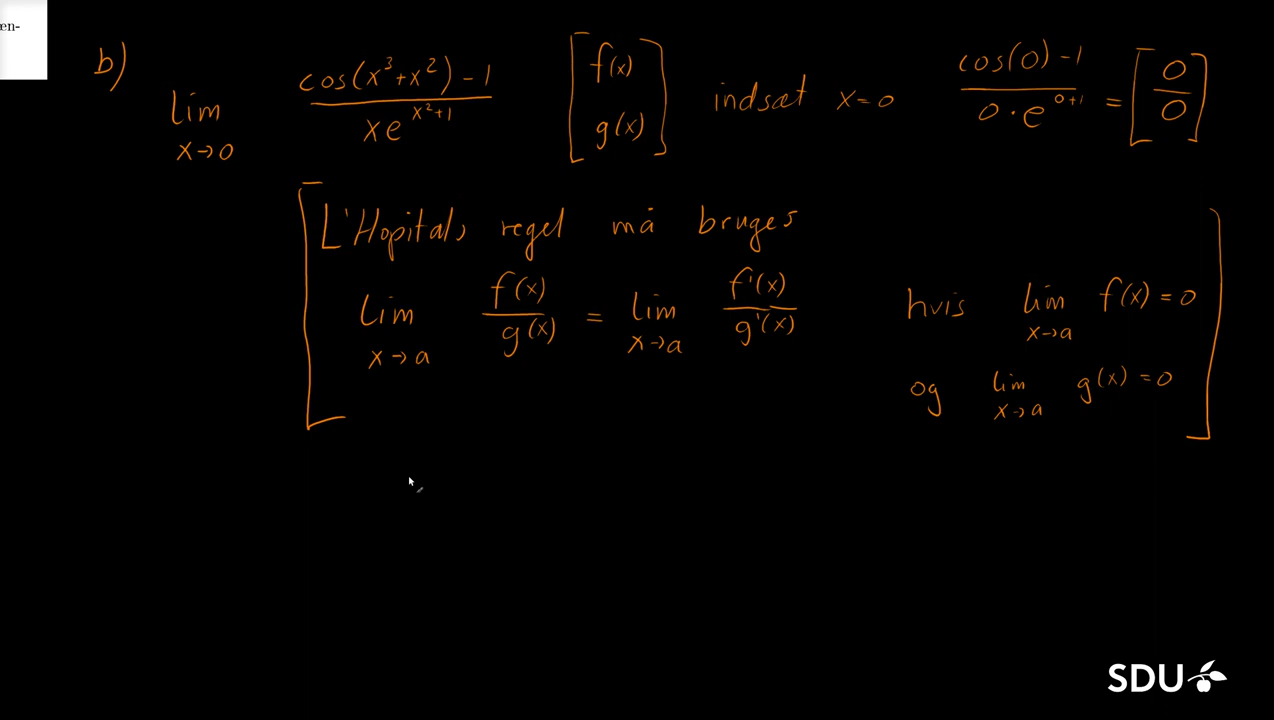 en-
b) lim x→0 cos(x³+x²) - 1 / xe^(x²+1) [f(x) / g(x)] indsæt x=0 cos(0) - 1 / 0 · e^(0+1) = [0/0]
L'Hopitals regel må bruges
lim x→a f(x)/g(x) = lim x→a f'(x)/g'(x) hvis lim x→a f(x) = 0
og lim x→a g(x) = 0
SDU